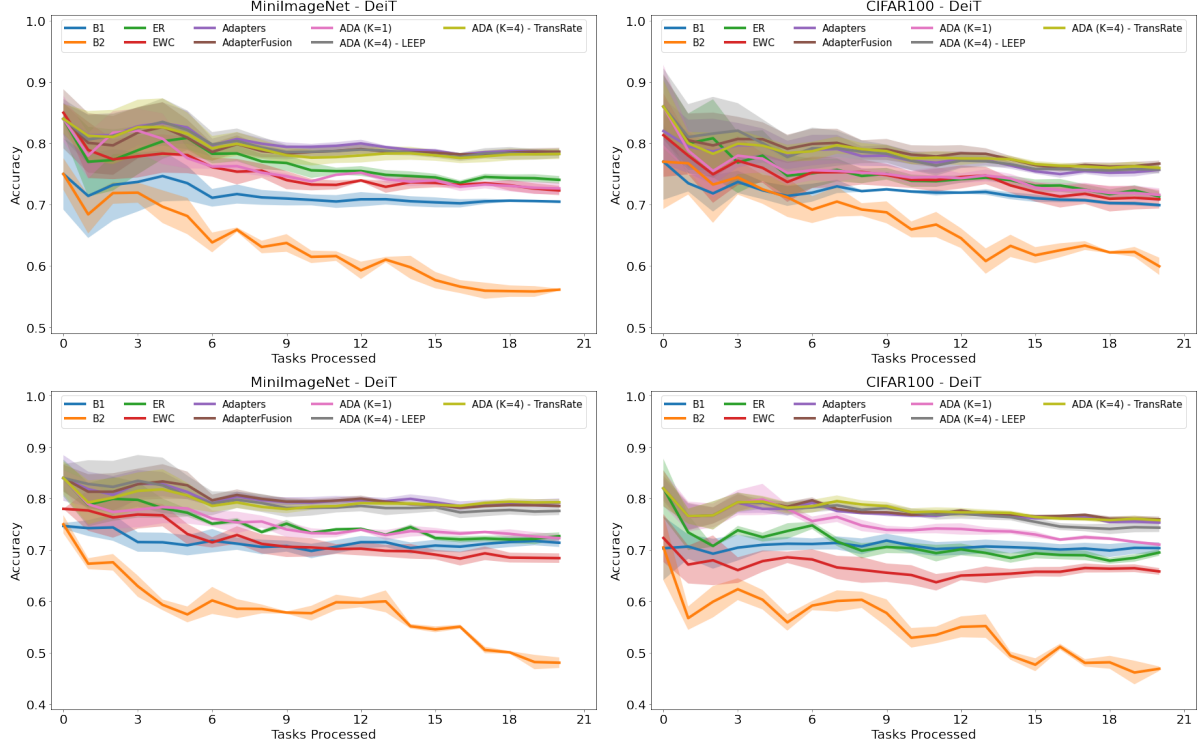 MiniImageNet - DeiT
B1 ER Adapters ADA (K=1) ADA (K=4) - TransRate
B2 EWC AdapterFusion ADA (K=4) - LEEP
Accuracy
1.0
0.9
0.8
0.7
0.6
0.5
0 3 6 9 12 15 18 21
Tasks Processed
CIFAR100 - DeiT
B1 ER Adapters ADA (K=1) ADA (K=4) - TransRate
B2 EWC AdapterFusion ADA (K=4) - LEEP
Accuracy
1.0
0.9
0.8
0.7
0.6
0.5
0 3 6 9 12 15 18 21
Tasks Processed
MiniImageNet - DeiT
B1 ER Adapters ADA (K=1) ADA (K=4) - TransRate
B2 EWC AdapterFusion ADA (K=4) - LEEP
Accuracy
1.0
0.9
0.8
0.7
0.6
0.5
0.4
0 3 6 9 12 15 18 21
Tasks Processed
CIFAR100 - DeiT
B1 ER Adapters ADA (K=1) ADA (K=4) - TransRate
B2 EWC AdapterFusion ADA (K=4) - LEEP
Accuracy
1.0
0.9
0.8
0.7
0.6
0.5
0.4
0 3 6 9 12 15 18 21
Tasks Processed